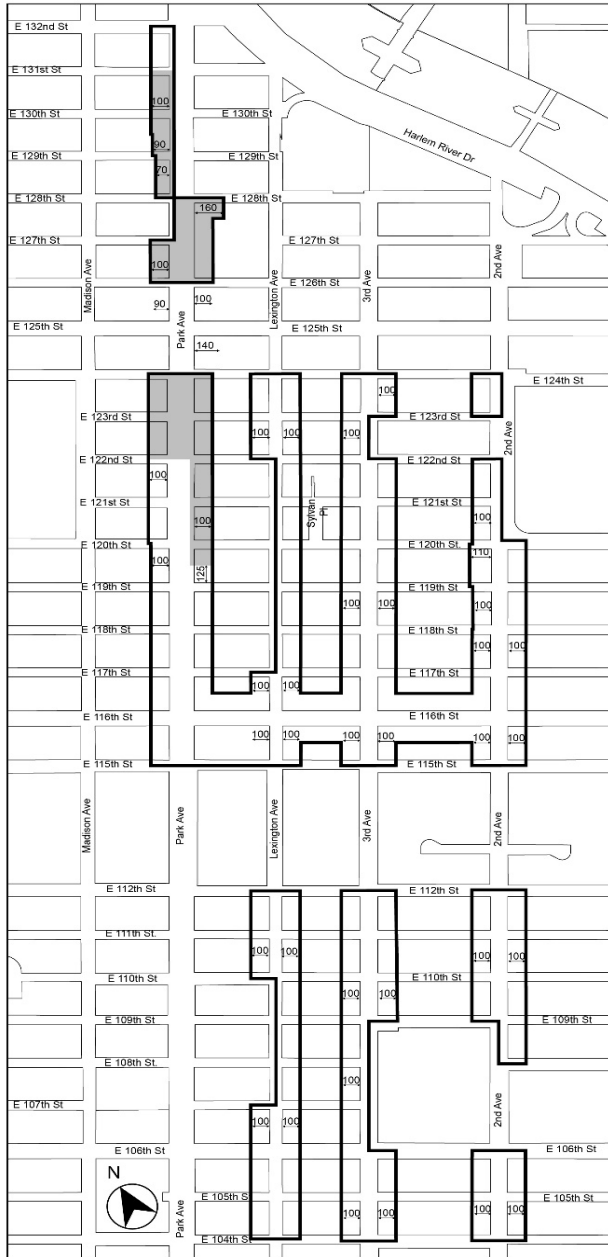 E 132nd St
E 131st St
100
E 130th St
E 130th St
Harlem River Dr
90
E 129th St
E 129th St
70
E 128th St
E 128th St
160
E 127th St
E 127th St
2nd Ave
Madison Ave
100
Lexington Ave
3rd Ave
E 126th St
90
100
Park Ave
E 125th St
E 125th St
140
E 124th St
100
E 123rd St
E 123rd St
100
100
100
2nd Ave
E 122nd St
E 122nd St
100
E 121st St
E 121st St
Sylvan
Pl
100
100
E 120th St
E 120th St.
100
110
125
E 119th St
E 119th St
100
100
100
E 118th St
E 118th St
100
100
E 117th St
E 117th St
100
100
E 116th St
E 116th St
100
100
100
100
100
100
E 115th St
E 115th St
Madison Ave
Park Ave
Lexington Ave
3rd Ave
2nd Ave
E 112th St
E 112th St
E 111th St.
100
100
100
100
E 110th St
E 110th St
100
100
E 109th St
E 109th St
E 108th St.
100
2nd Ave
E 107th St
100
100
E 106th St
E 106th St
N
E 105th St
E 105th St
Park Ave
100
100
100
100
E 104th St